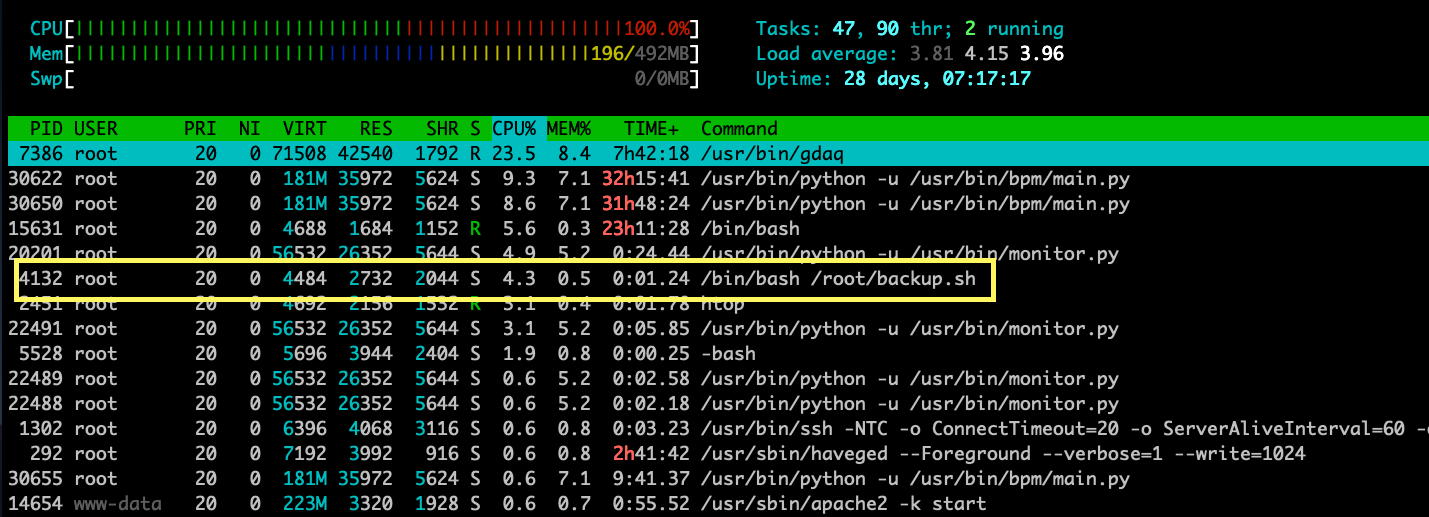 CPU[||||||||||||||||||||||||||||||||||||||||||||||||||100.0%] Tasks: 47, 90 thr; 2 running
Mem[|||||||||||||||||||||||||||||||||||||||||||||||196/492MB] Load average: 3.81 4.15 3.96
Swp[ 0/0MB] Uptime: 28 days, 07:17:17
PID USER PRI NI VIRT RES SHR S CPU% MEM% TIME+ Command
7386 root 20 0 71508 42540 1792 R 23.5 8.4 7h42:18 /usr/bin/gdaq
30622 root 20 0 181M 35972 5624 S 9.3 7.1 32h15:41 /usr/bin/python -u /usr/bin/bpm/main.py
30650 root 20 0 181M 35972 5624 S 8.6 7.1 31h48:24 /usr/bin/python -u /usr/bin/bpm/main.py
15631 root 20 0 4688 1684 1152 R 5.6 0.3 23h11:28 /bin/bash
20201 root 20 0 56532 26352 5644 S 4.9 5.2 0:24.44 /usr/bin/python -u /usr/bin/monitor.py
4132 root 20 0 4484 2732 2044 S 4.3 0.5 0:01.24 /bin/bash /root/backup.sh
2451 root 20 0 4692 2156 1532 R 3.1 0.4 0:01.78 htop
22491 root 20 0 56532 26352 5644 S 3.1 5.2 0:05.85 /usr/bin/python -u /usr/bin/monitor.py
5528 root 20 0 5696 3944 2404 S 1.9 0.8 0:00.25 -bash
22489 root 20 0 56532 26352 5644 S 0.6 5.2 0:02.58 /usr/bin/python -u /usr/bin/monitor.py
22488 root 20 0 56532 26352 5644 S 0.6 5.2 0:02.18 /usr/bin/python -u /usr/bin/monitor.py
1302 root 20 0 6396 4068 3116 S 0.6 0.8 0:03.23 /usr/bin/ssh -NTC -o ConnectTimeout=20 -o ServerAliveInterval=60 -
292 root 20 0 7192 3992 916 S 0.6 0.8 2h41:42 /usr/sbin/haveged --Foreground --verbose=1 --write=1024
30655 root 20 0 181M 35972 5624 S 0.6 7.1 9:41.37 /usr/bin/python -u /usr/bin/bpm/main.py
14654 www-data 20 0 223M 3320 1928 S 0.6 0.7 0:55.52 /usr/sbin/apache2 -k start